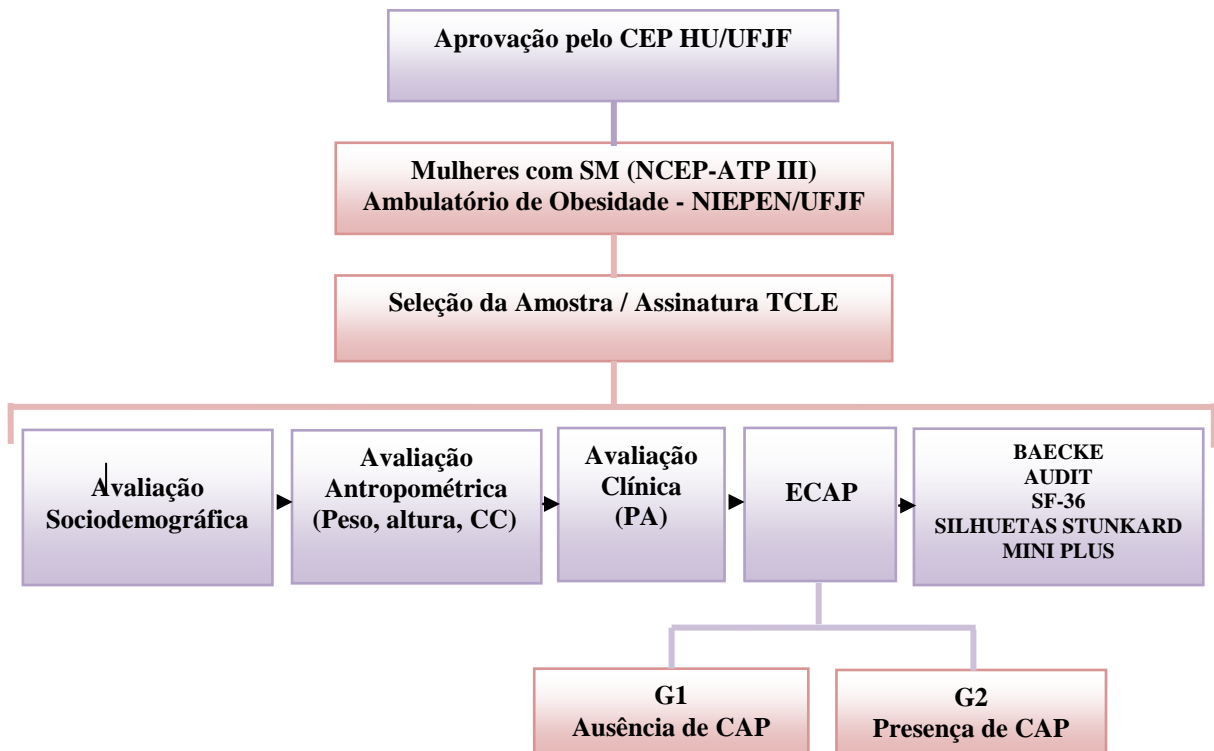 Aprovação pelo CEP HU/UFJF
Mulheres com SM (NCEP-ATP III)
Ambulatório de Obesidade - NIEPEN/UFJF
Seleção da Amostra / Assinatura TCLE
Avaliação
Sociodemográfica
Avaliação
Antropométrica
(Peso, altura, CC)
Avaliação
Clínica
(PA)
ECAP
BAECKE
AUDIT
SF-36
SILHUETAS STUNKARD
MINI PLUS
G1
Ausência de CAP
G2
Presença de CAP